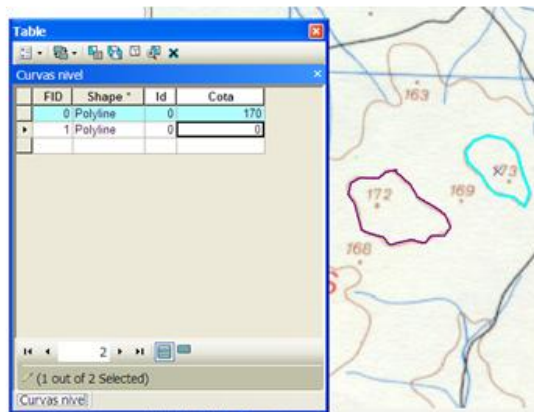 Table
Curvas nivel
FID Shape * Id Cota
0 Polyline 0 170
1 Polyline 0 0
2
(1 out of 2 Selected)
Curvas nivel
163
173
172
169
168
S